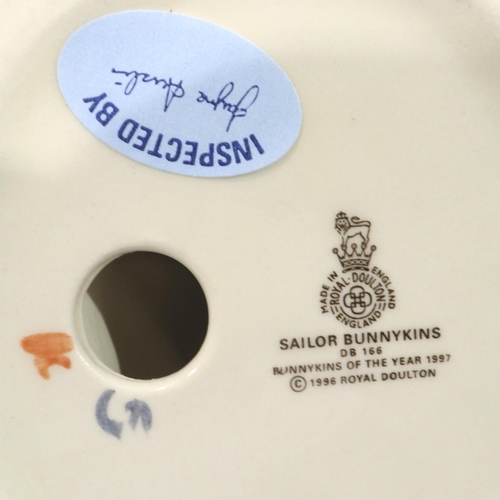 INSPECTED BY
MADE IN ENGLAND
ROYAL·DOULTON
ENGLAND
SAILOR BUNNYKINS
DB 166
BUNNYKINS OF THE YEAR 1997
© 1996 ROYAL DOULTON